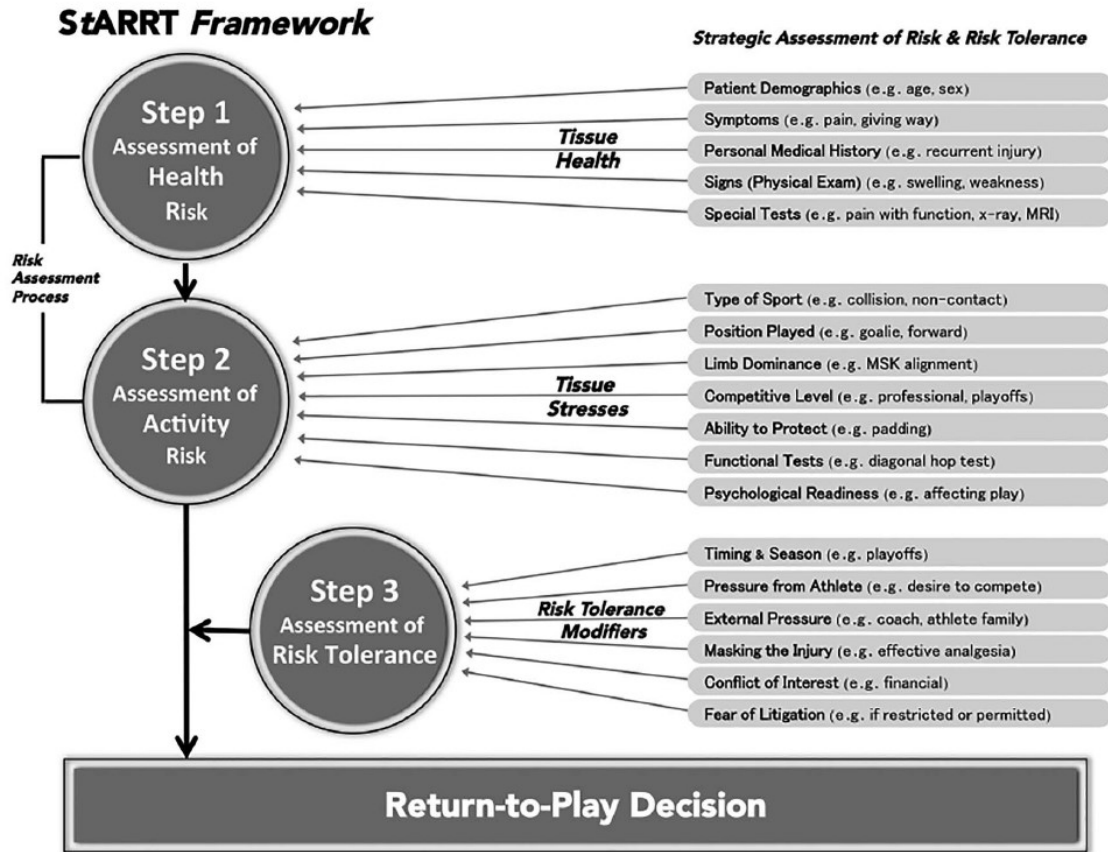 StARRT Framework
Strategic Assessment of Risk & Risk Tolerance
Step 1
Assessment of
Health
Risk
Tissue
Health
Patient Demographics (e.g. age, sex)
Symptoms (e.g. pain, giving way)
Personal Medical History (e.g. recurrent injury)
Signs (Physical Exam) (e.g. swelling, weakness)
Special Tests (e.g. pain with function, x-ray, MRI)
Risk
Assessment
Process
Step 2
Assessment of
Activity
Risk
Tissue
Stresses
Type of Sport (e.g. collision, non-contact)
Position Played (e.g. goalie, forward)
Limb Dominance (e.g. MSK alignment)
Competitive Level (e.g. professional, playoffs)
Ability to Protect (e.g. padding)
Functional Tests (e.g. diagonal hop test)
Psychological Readiness (e.g. affecting play)
Step 3
Assessment of
Risk Tolerance
Risk Tolerance
Modifiers
Timing & Season (e.g. playoffs)
Pressure from Athlete (e.g. desire to compete)
External Pressure (e.g. coach, athlete family)
Masking the Injury (e.g. effective analgesia)
Conflict of Interest (e.g. financial)
Fear of Litigation (e.g. if restricted or permitted)
Return-to-Play Decision